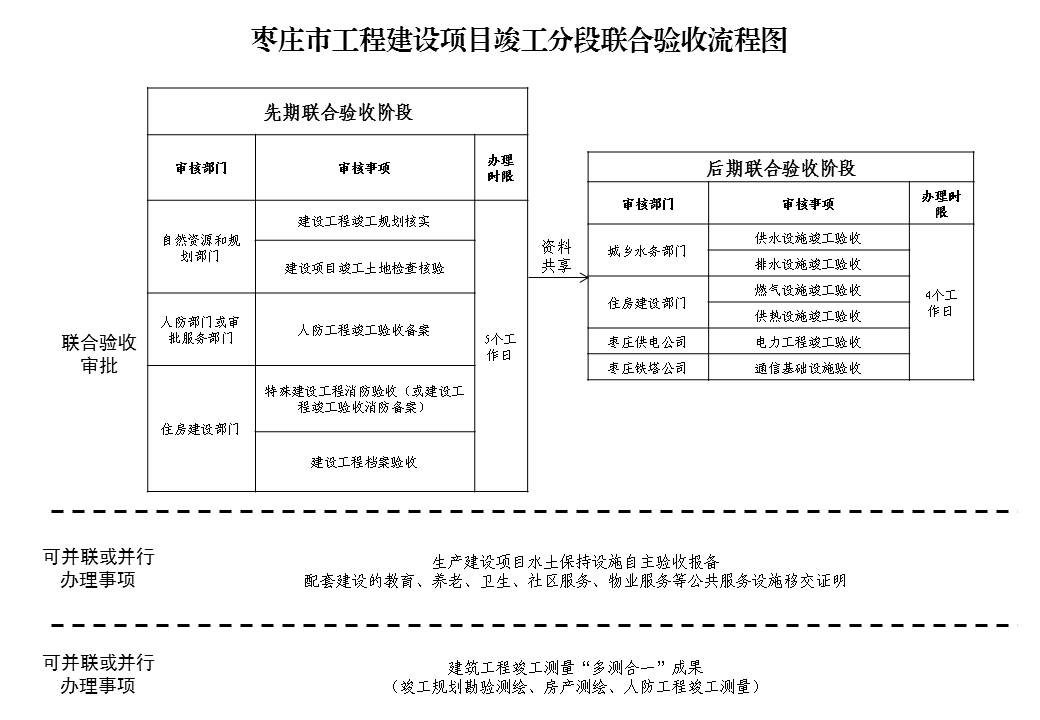 枣庄市工程建设项目竣工分段联合验收流程图
先期联合验收阶段
审核部门
审核事项
办理
时限
自然资源和规
划部门
建设工程竣工规划核实
建设项目竣工土地检查核验
人防部门或审
批服务部门
人防工程竣工验收备案
住房建设部门
特殊建设工程消防验收（或建设工
程竣工验收消防备案）
建设工程档案验收
5个工
作日
联合验收
审批
资料
共享
后期联合验收阶段
审核部门
审核事项
办理时
限
城乡水务部门
供水设施竣工验收
排水设施竣工验收
住房建设部门
燃气设施竣工验收
供热设施竣工验收
枣庄供电公司
电力工程竣工验收
枣庄铁塔公司
通信基础设施验收
4个工
作日
可并联或并行
办理事项
生产建设项目水土保持设施自主验收报备
配套建设的教育、养老、卫生、社区服务、物业服务等公共服务设施移交证明
可并联或并行
办理事项
建筑工程竣工测量“多测合一”成果
（竣工规划勘验测绘、房产测绘、人防工程竣工测量）